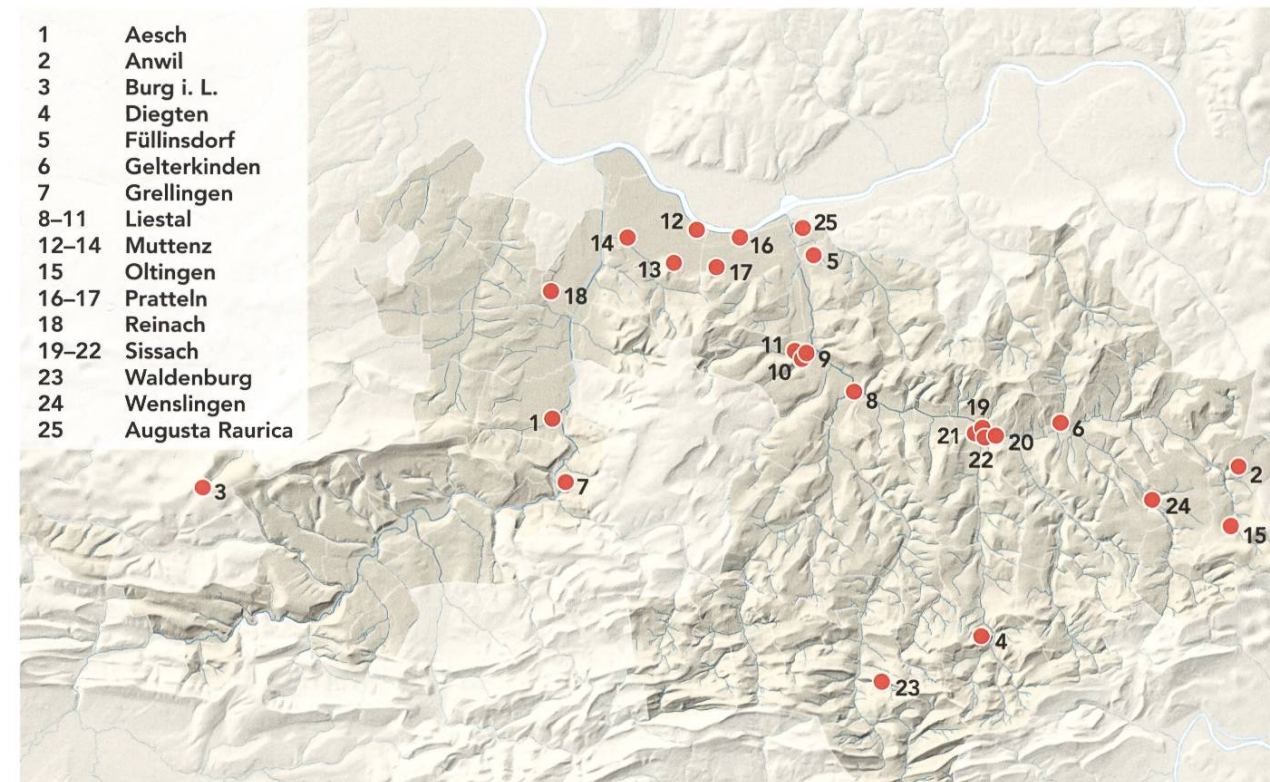 1 Aesch
2 Anwil
3 Burg i. L.
4 Diegten
5 Füllinsdorf
6 Gelterkinden
7 Grellingen
8–11 Liestal
12–14 Muttenz
15 Oltingen
16–17 Pratteln
18 Reinach
19–22 Sissach
23 Waldenburg
24 Wenslingen
25 Augusta Raurica
12
25
14
16
13
17
5
18
11
9
10
8
1
19
6
21
20
22
2
3
7
24
15
4
23